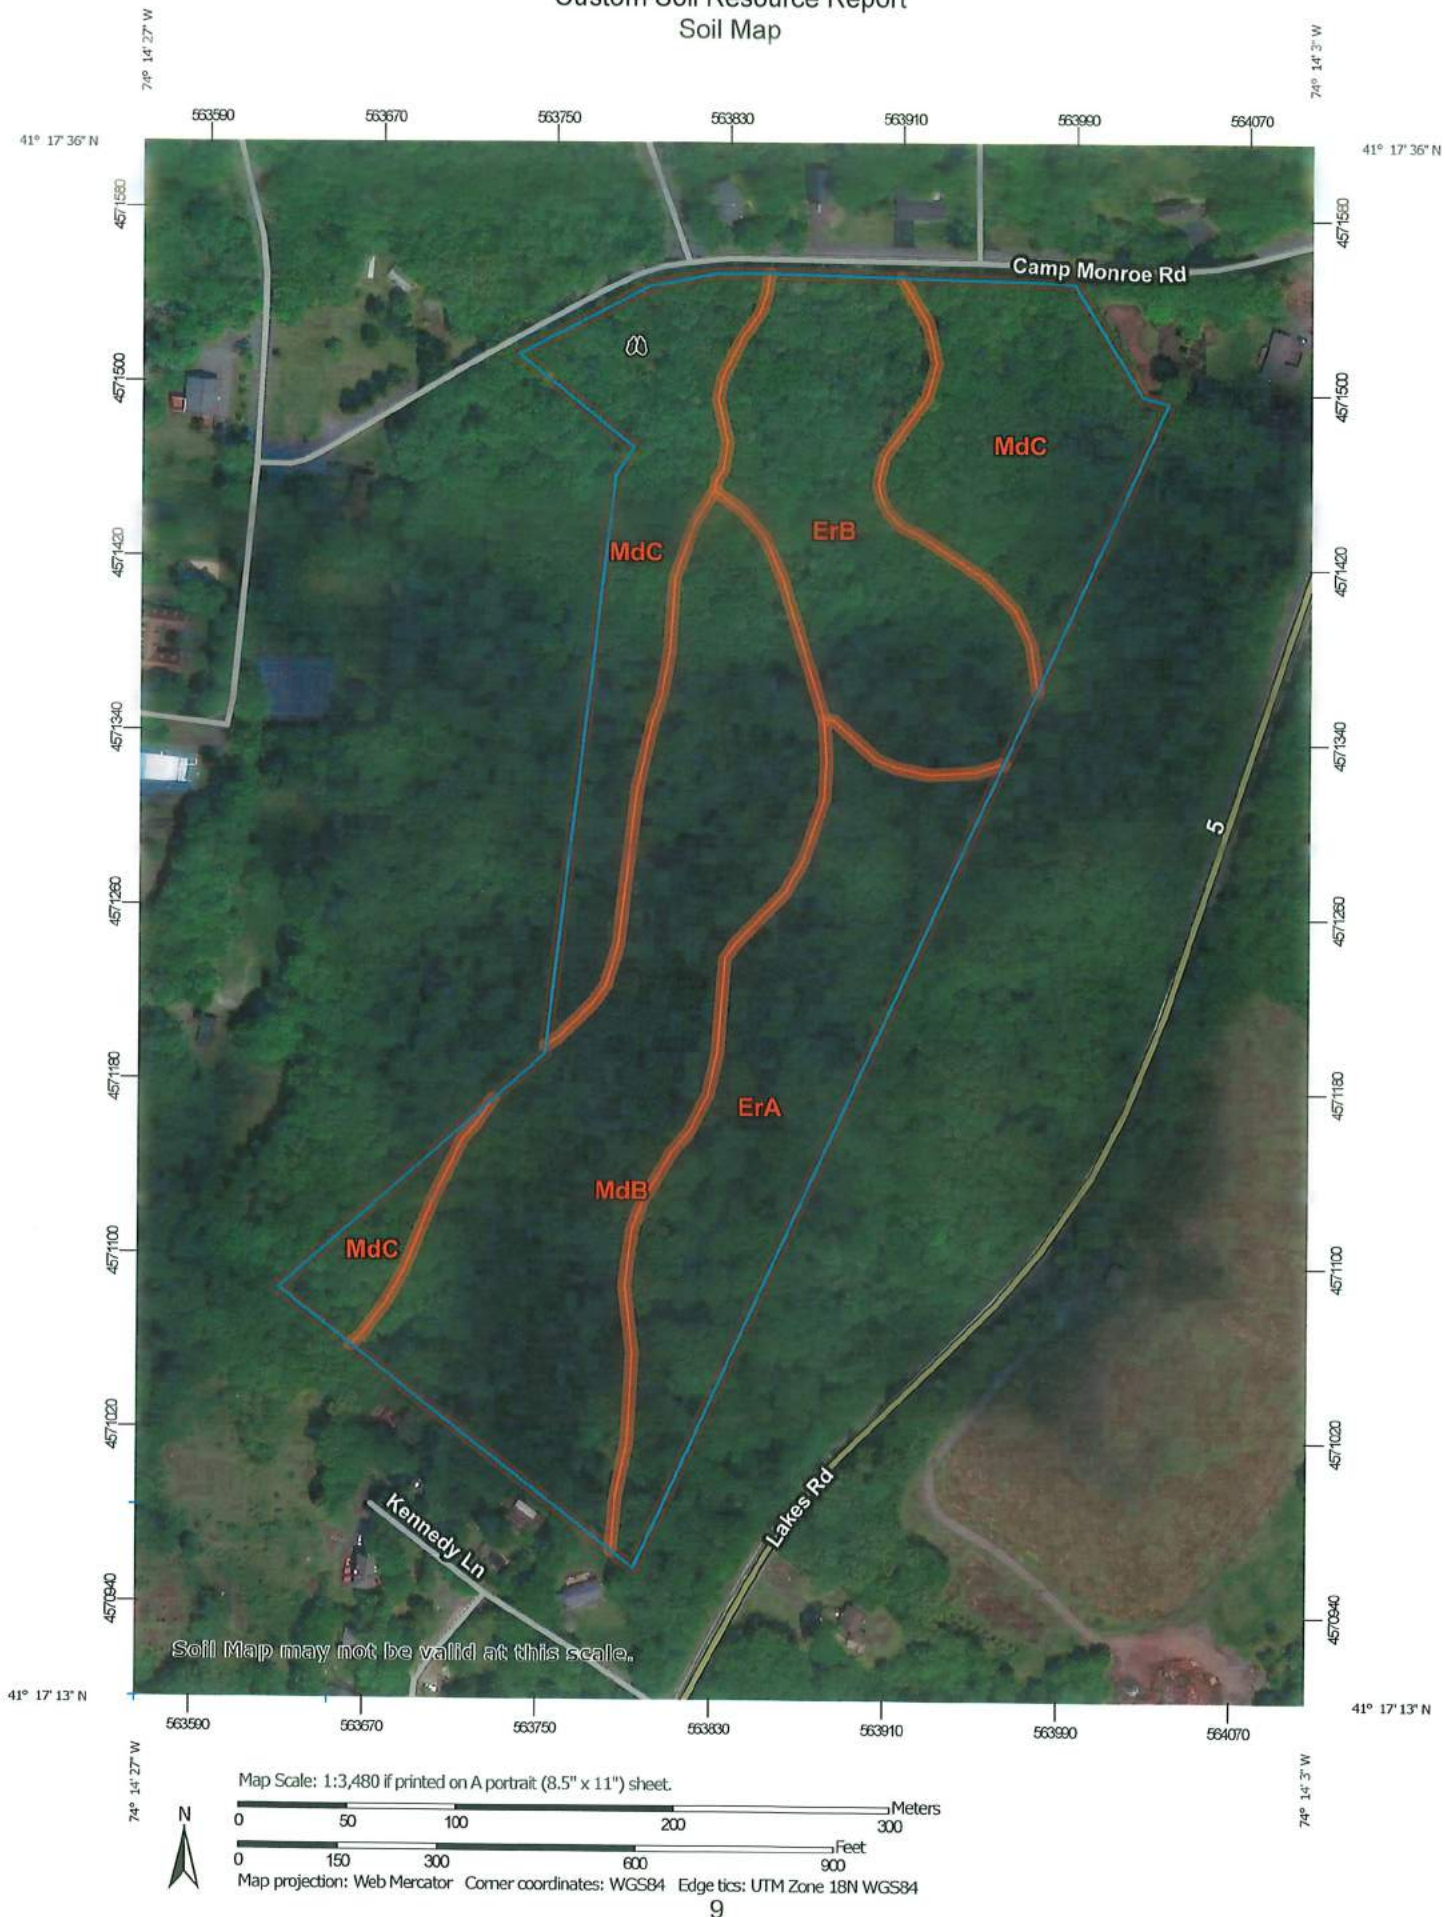 Custom Soil Resource Report
Soil Map
74° 14' 27" W
74° 14' 3" W
563590 563670 563750 563830 563910 563990 564070
41° 17' 36" N
41° 17' 36" N
4571580
4571580
Camp Monroe Rd
4571500
4571500
MdC
ErB
MdC
4571420
4571420
4571340
4571340
5
4571260
4571260
4571180
4571180
ErA
MdB
MdC
4571100
4571100
4571020
4571020
Lakes Rd
Kennedy Ln
4570940
4570940
Soil Map may not be valid at this scale.
41° 17' 13" N
41° 17' 13" N
563590 563670 563750 563830 563910 563990 564070
74° 14' 27" W
74° 14' 3" W
Map Scale: 1:3,480 if printed on A portrait (8.5" x 11") sheet.
Meters
N
0 50 100 200 300
Feet
0 150 300 600 900
Map projection: Web Mercator Corner coordinates: WGS84 Edge tics: UTM Zone 18N WGS84
9